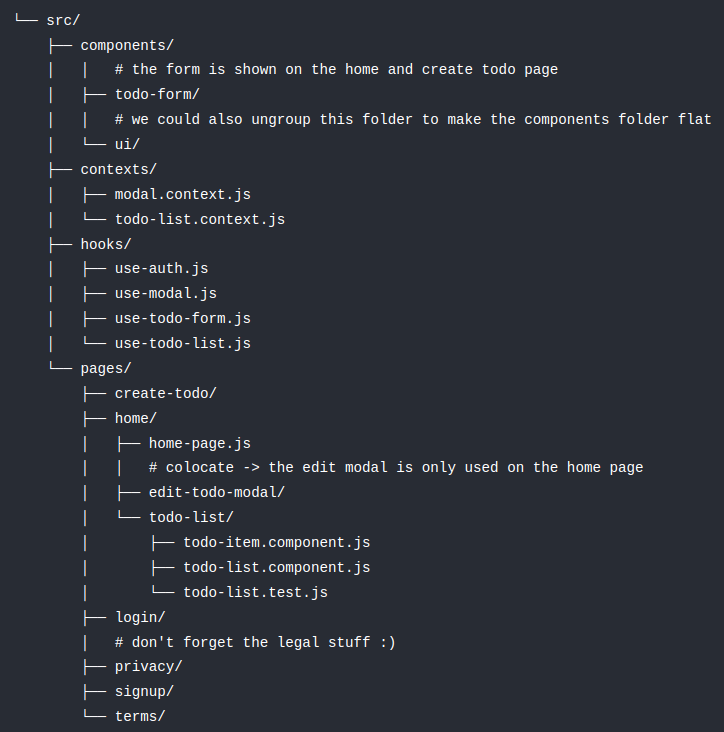 └── src/
    ├── components/
    │   │   # the form is shown on the home and create todo page
    │   ├── todo-form/
    │   │   # we could also ungroup this folder to make the components folder flat
    │   └── ui/
    ├── contexts/
    │   ├── modal.context.js
    │   └── todo-list.context.js
    ├── hooks/
    │   ├── use-auth.js
    │   ├── use-modal.js
    │   ├── use-todo-form.js
    │   └── use-todo-list.js
    └── pages/
        ├── create-todo/
        ├── home/
        │   ├── home-page.js
        │   │   # colocate -> the edit modal is only used on the home page
        │   ├── edit-todo-modal/
        │   └── todo-list/
        │       ├── todo-item.component.js
        │       ├── todo-list.component.js
        │       └── todo-list.test.js
        ├── login/
        │   # don't forget the legal stuff :)
        ├── privacy/
        ├── signup/
        └── terms/